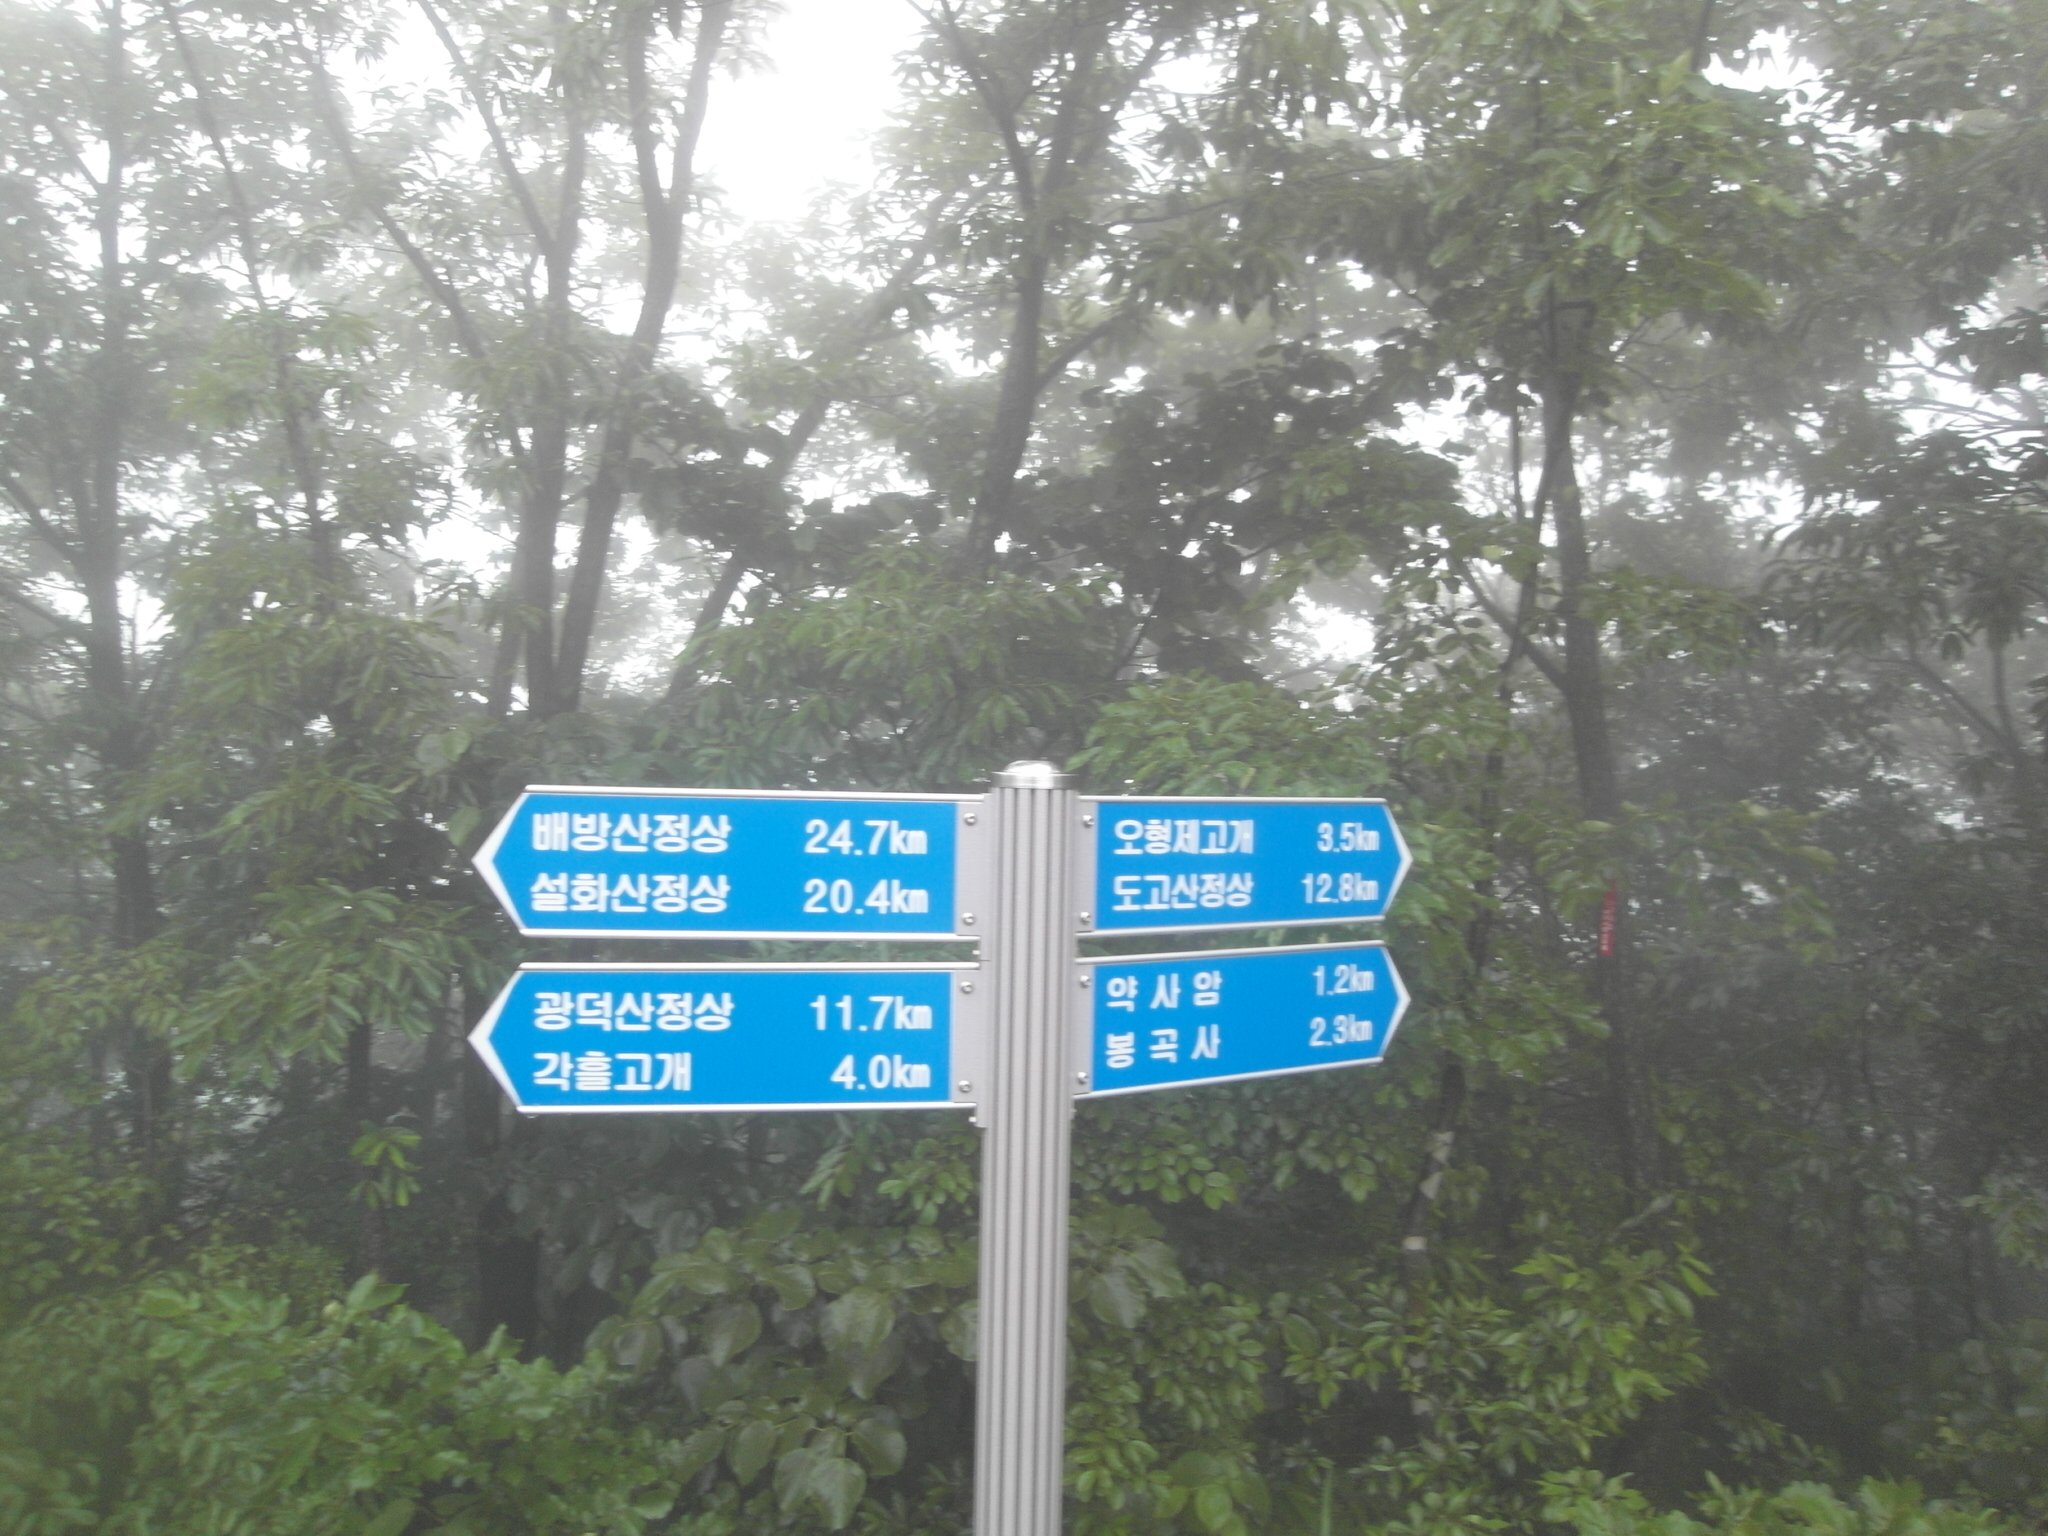 배방산정상 24.7km
설화산정상 20.4km
광덕산정상 11.7km
각흘고개 4.0km
오형제고개 3.5km
도고산정상 12.8km
약사암 1.2km
봉곡사 2.3km